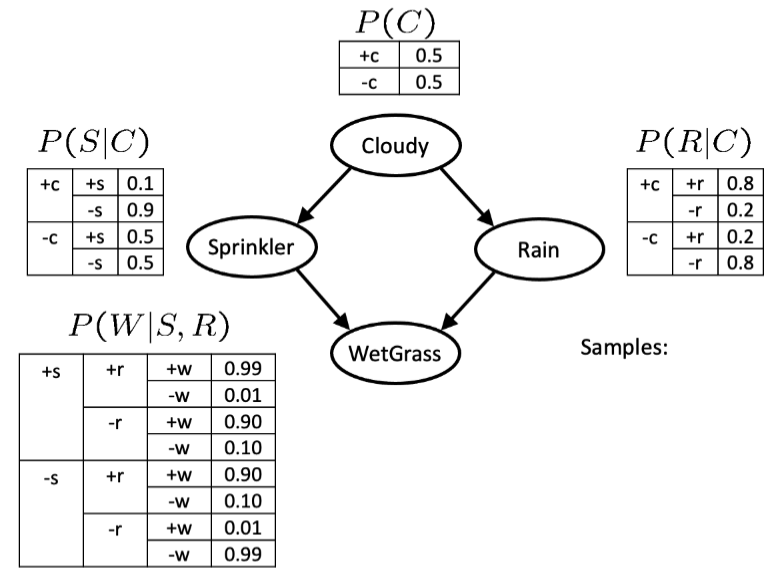 P(C)
+c 0.5
-c 0.5
P(S|C)
+c +s 0.1
-s 0.9
-c +s 0.5
-s 0.5
Cloudy
P(R|C)
+c +r 0.8
-r 0.2
-c +r 0.2
-r 0.8
Sprinkler
Rain
P(W|S, R)
+s +r +w 0.99
-w 0.01
-r +w 0.90
-w 0.10
-s +r +w 0.90
-w 0.10
-r +w 0.01
-w 0.99
WetGrass
Samples: